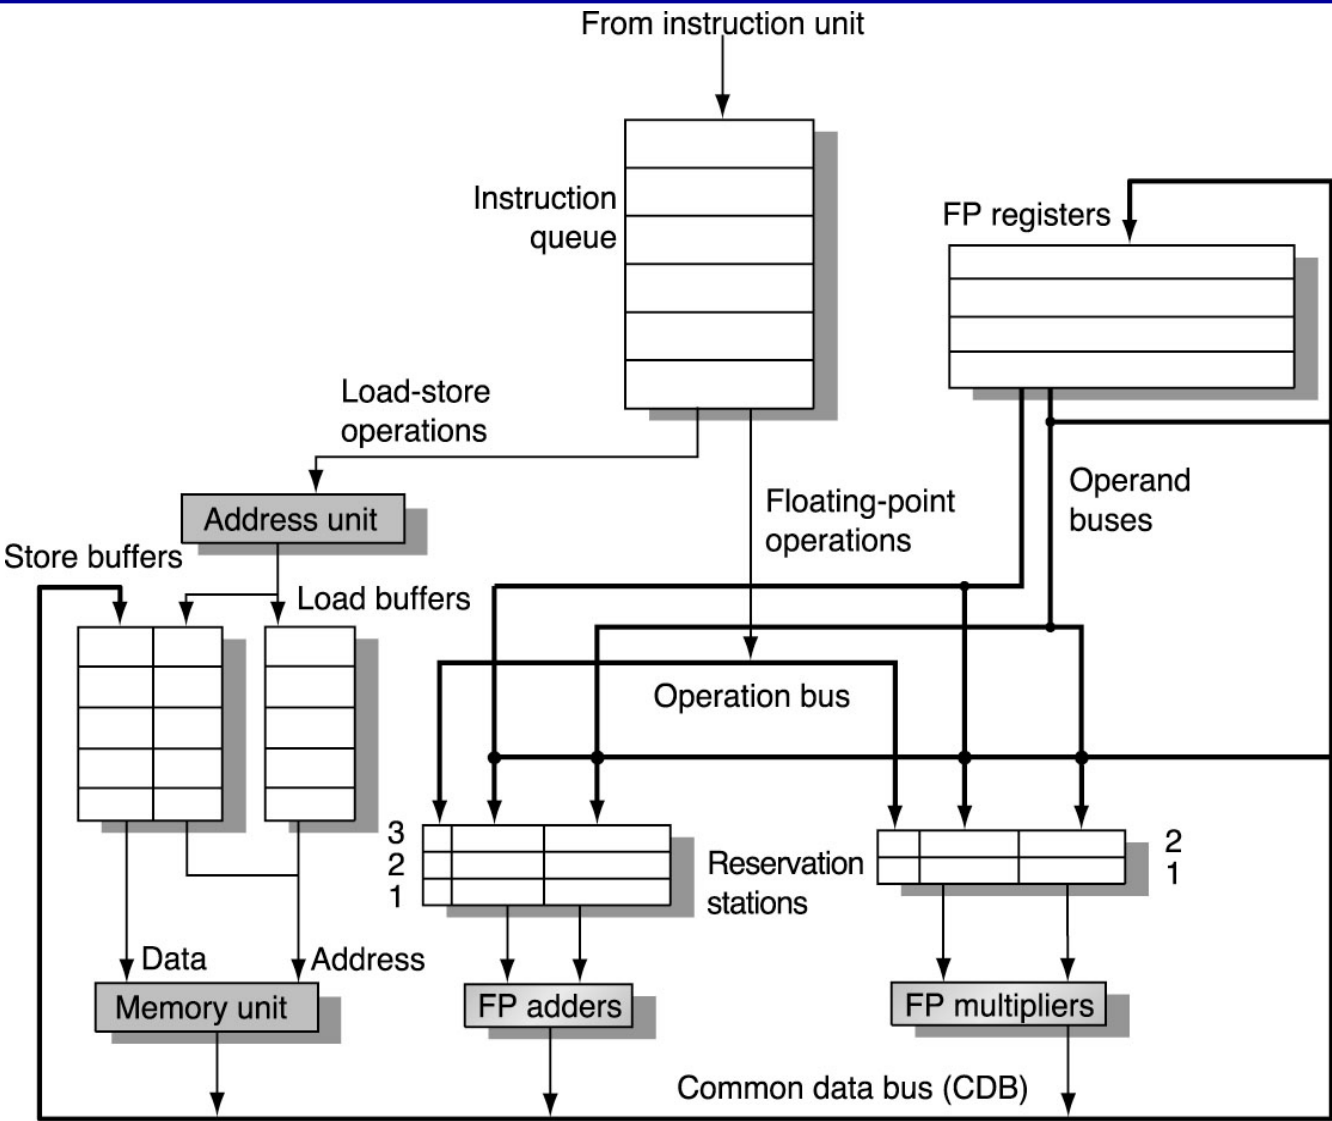 From instruction unit
Instruction
queue
FP registers
Load-store
operations
Address unit
Floating-point
operations
Operand
buses
Store buffers
Load buffers
Operation bus
3
2
1
Reservation
stations
2
1
Data
Address
Memory unit
FP adders
FP multipliers
Common data bus (CDB)